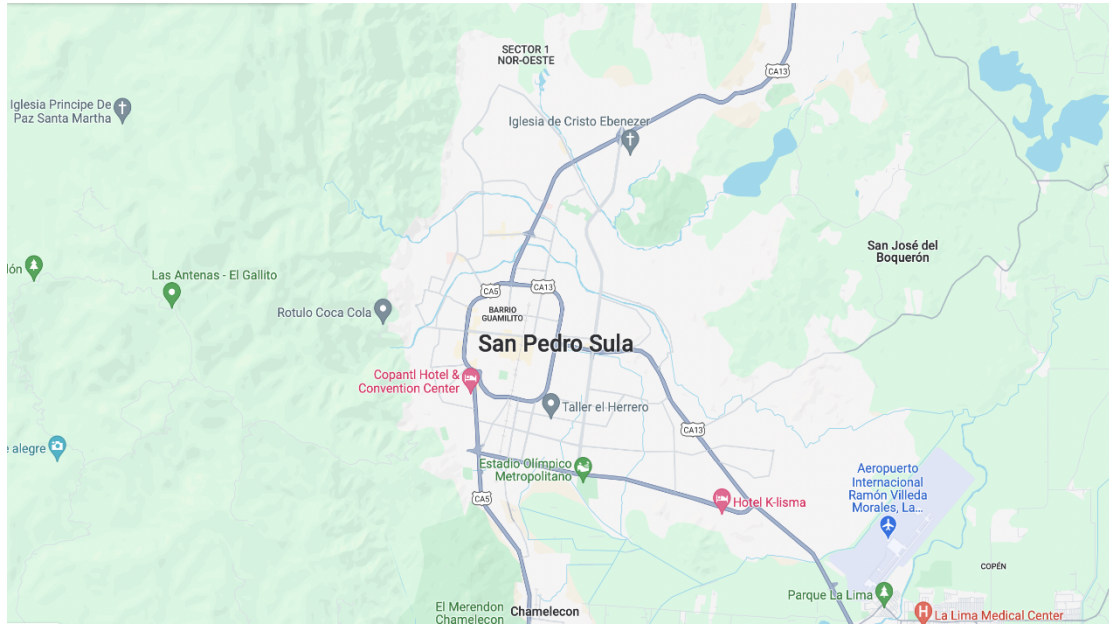 SECTOR 1
NOR-OESTE
CA13
Iglesia Principe De
Paz Santa Martha
Iglesia de Cristo Ebenezer
San José del
Boquerón
lón
Las Antenas - El Gallito
CA5
CA13
Rotulo Coca Cola
BARRIO
GUAMILITO
San Pedro Sula
Copantl Hotel &
Convention Center
Taller el Herrero
CA13
e alegre
Estadio Olímpico
Metropolitano
Aeropuerto
Internacional
Ramón Villeda
Morales, La...
CA5
Hotel K-lisma
COPÉN
Parque La Lima
El Merendon
Chamelecon
Chamelecon
H
La Lima Medical Center